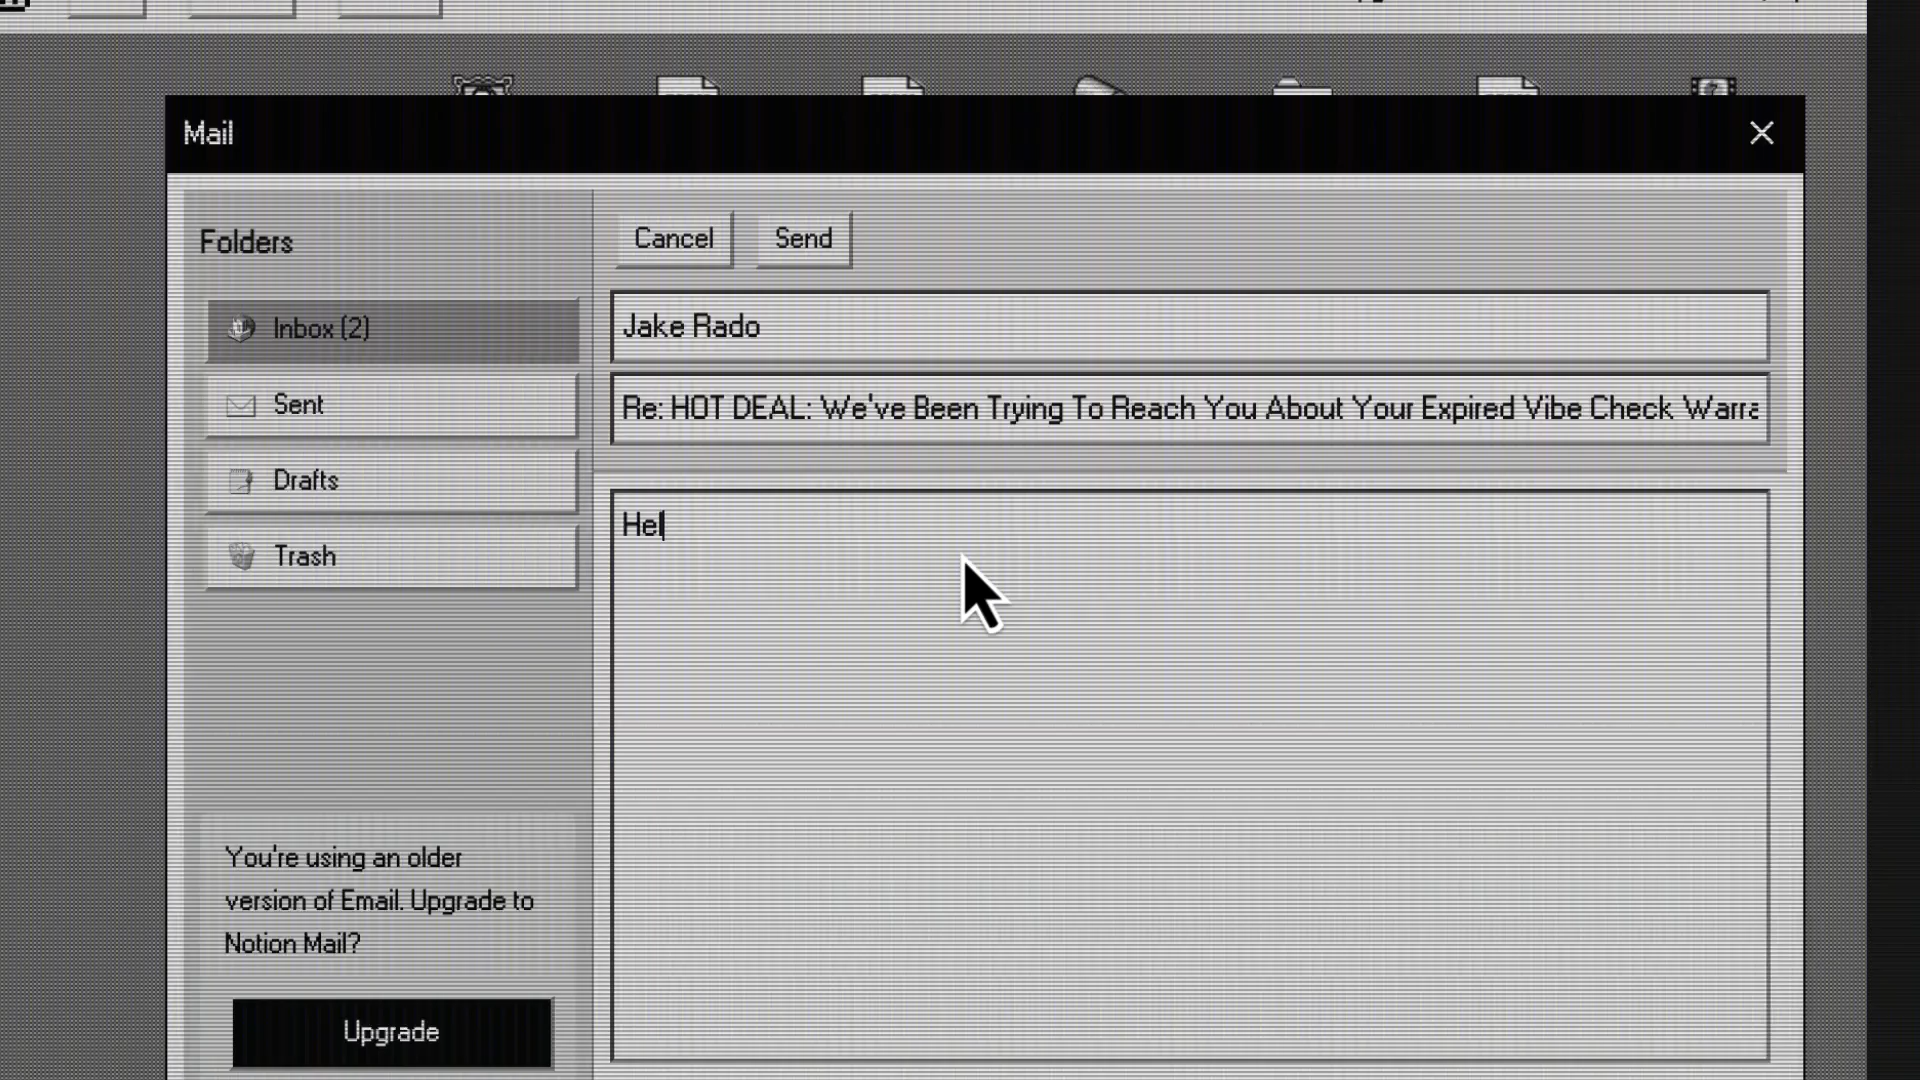 Mail
Folders
Inbox (2)
Sent
Drafts
Trash
You're using an older
version of Email. Upgrade to
Notion Mail?
Upgrade
Cancel
Send
Jake Rado
Re: HOT DEAL: We've Been Trying To Reach You About Your Expired Vibe Check Warra
Hel